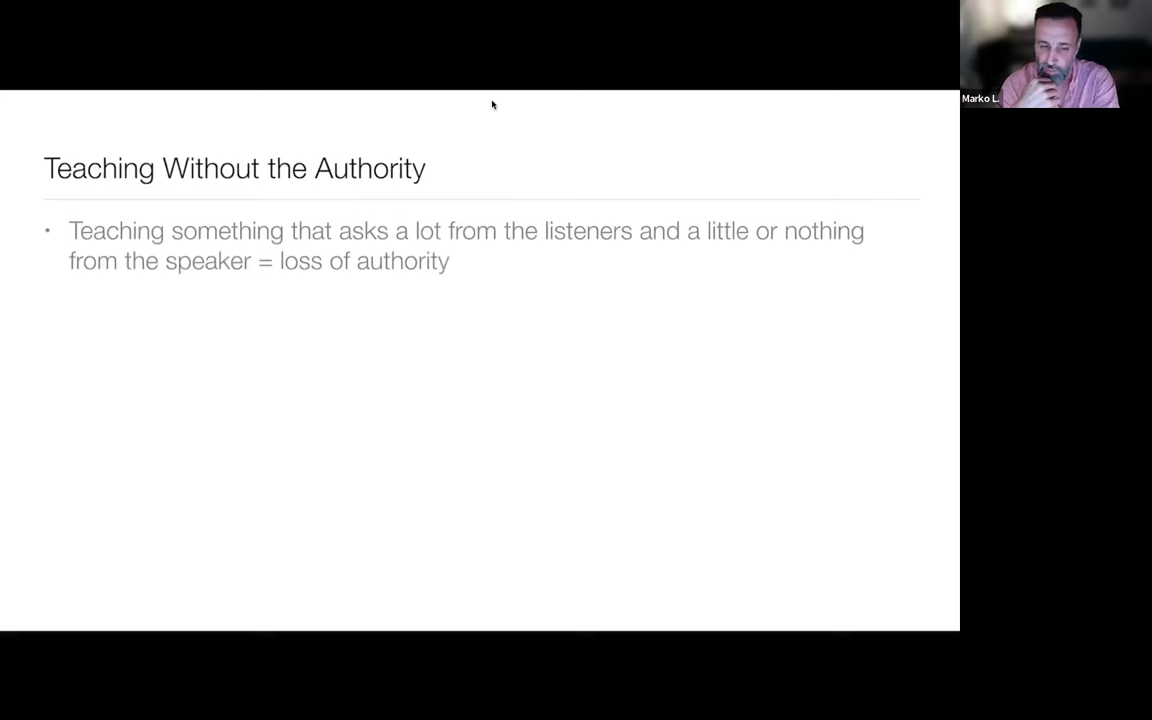 Teaching Without the Authority
• Teaching something that asks a lot from the listeners and a little or nothing
from the speaker = loss of authority
Marko L.